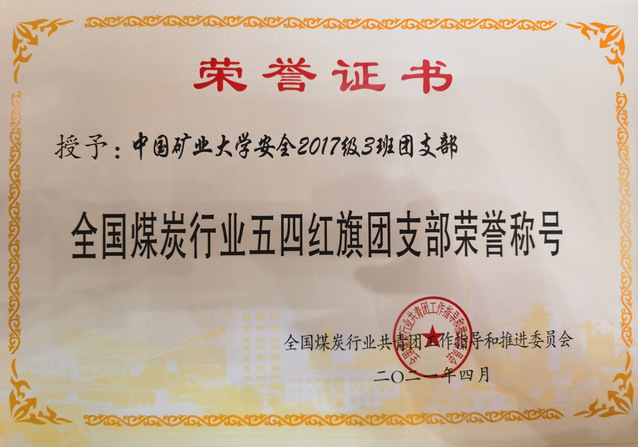 荣誉证书
授予：中国矿业大学安全2017级3班团支部
全国煤炭行业五四红旗团支部荣誉称号
全国煤炭行业共青团工作指导和推进委员会
二〇二一年四月